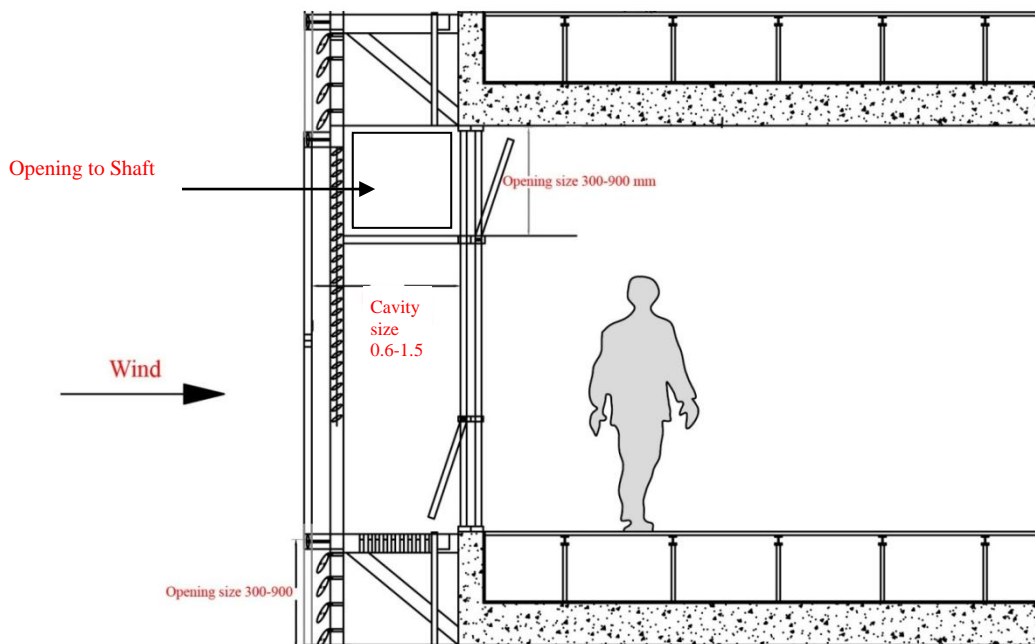 Opening to Shaft
Opening size 300-900 mm
Cavity
size
0.6-1.5
Wind
Opening size 300-900